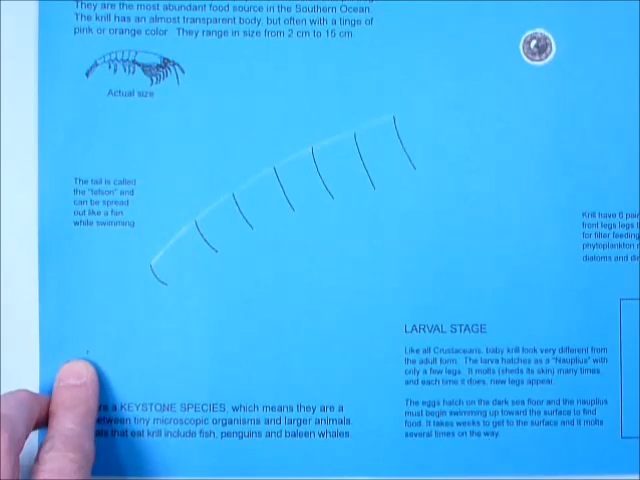 They are the most abundant food source in the Southern Ocean.
The krill has an almost transparent body, but often with a tinge of
pink or orange color. They range in size from 2 cm to 15 cm.
Actual size
The tail is called
the "telson" and
can be spread
out like a fan
while swimming
Krill have 6 pai
front legs legs t
for filter feeding
phytoplankton
diatoms and di
LARVAL STAGE
Like all Crustaceans, baby krill look very different from
the adult form. The larva hatches as a "Nauplius" with
only a few legs. It molts (sheds its skin) many times
and each time it does, new legs appear.
The eggs hatch on the dark sea floor and the nauplius
must begin swimming up toward the surface to find
food. It takes weeks to get to the surface and it molts
several times on the way.
re a KEYSTONE SPECIES, which means they are a
between tiny microscopic organisms and larger animals.
that eat krill include fish, penguins and baleen whales.